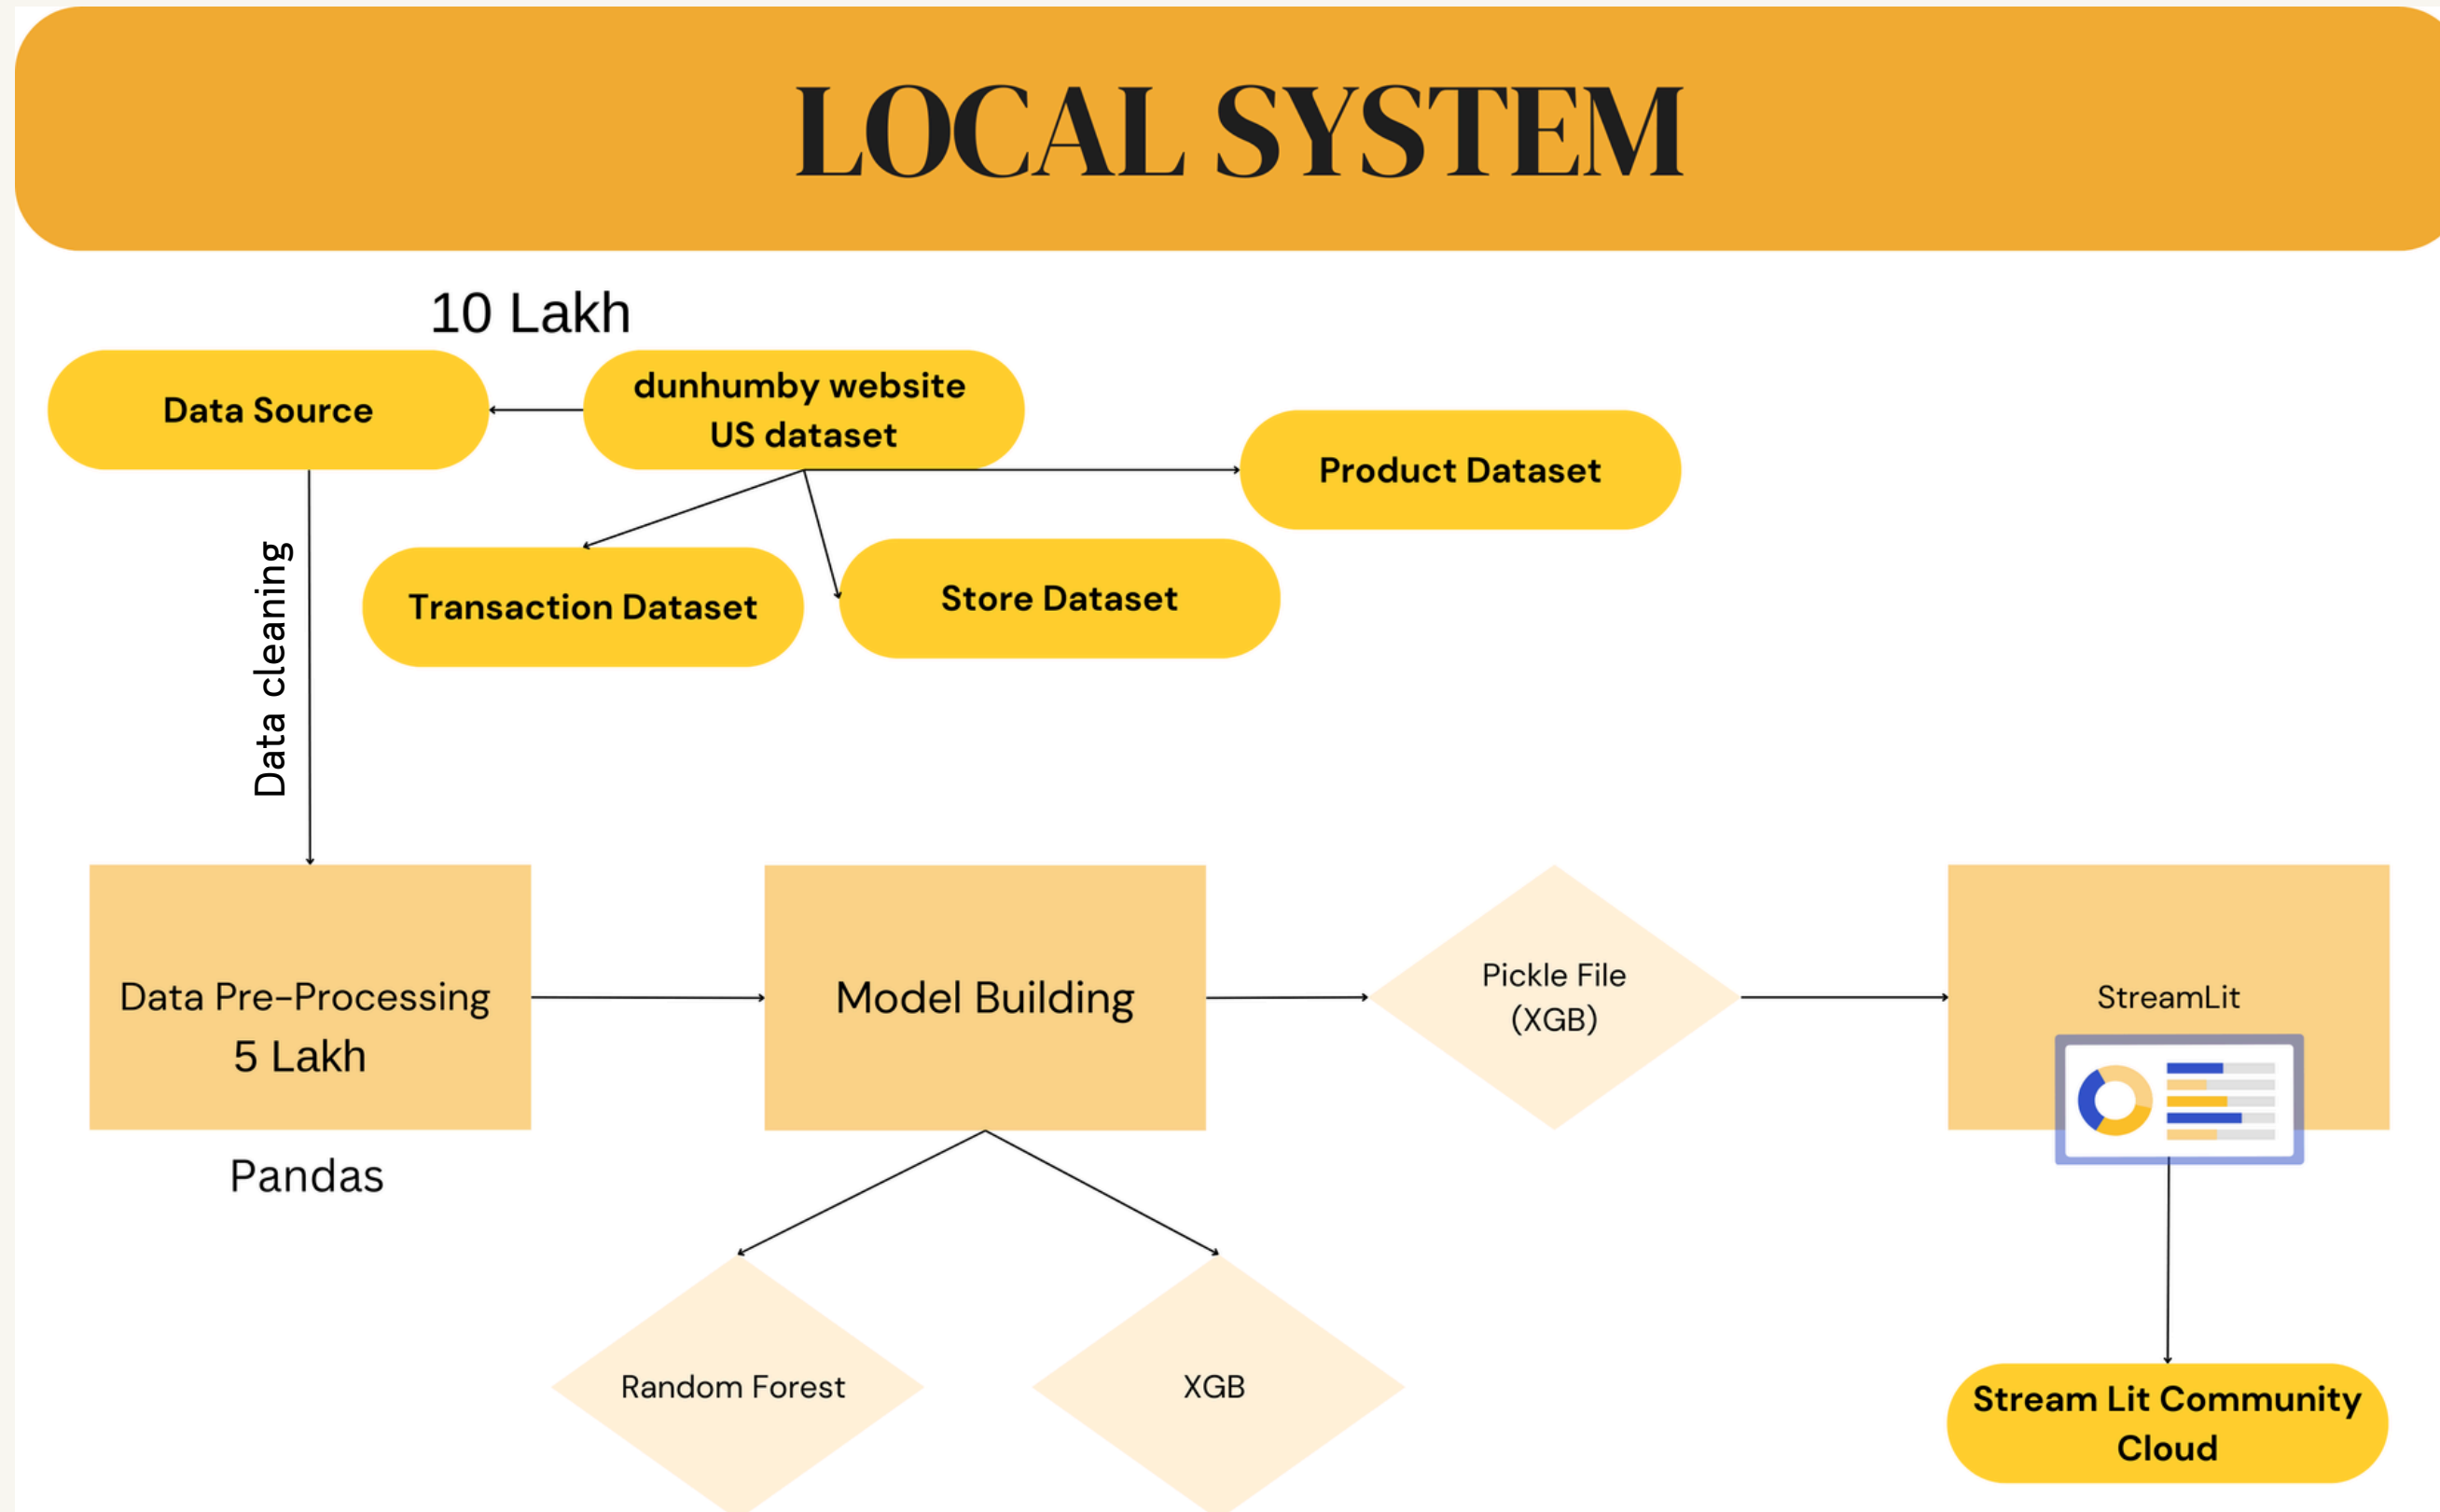 LOCAL SYSTEM
10 Lakh
Data Source
dunhumby website
US dataset
Product Dataset
Transaction Dataset
Store Dataset
Data cleaning
Data Pre-Processing
5 Lakh
Pandas
Model Building
Pickle File
(XGB)
StreamLit
Random Forest
XGB
Stream Lit Community
Cloud